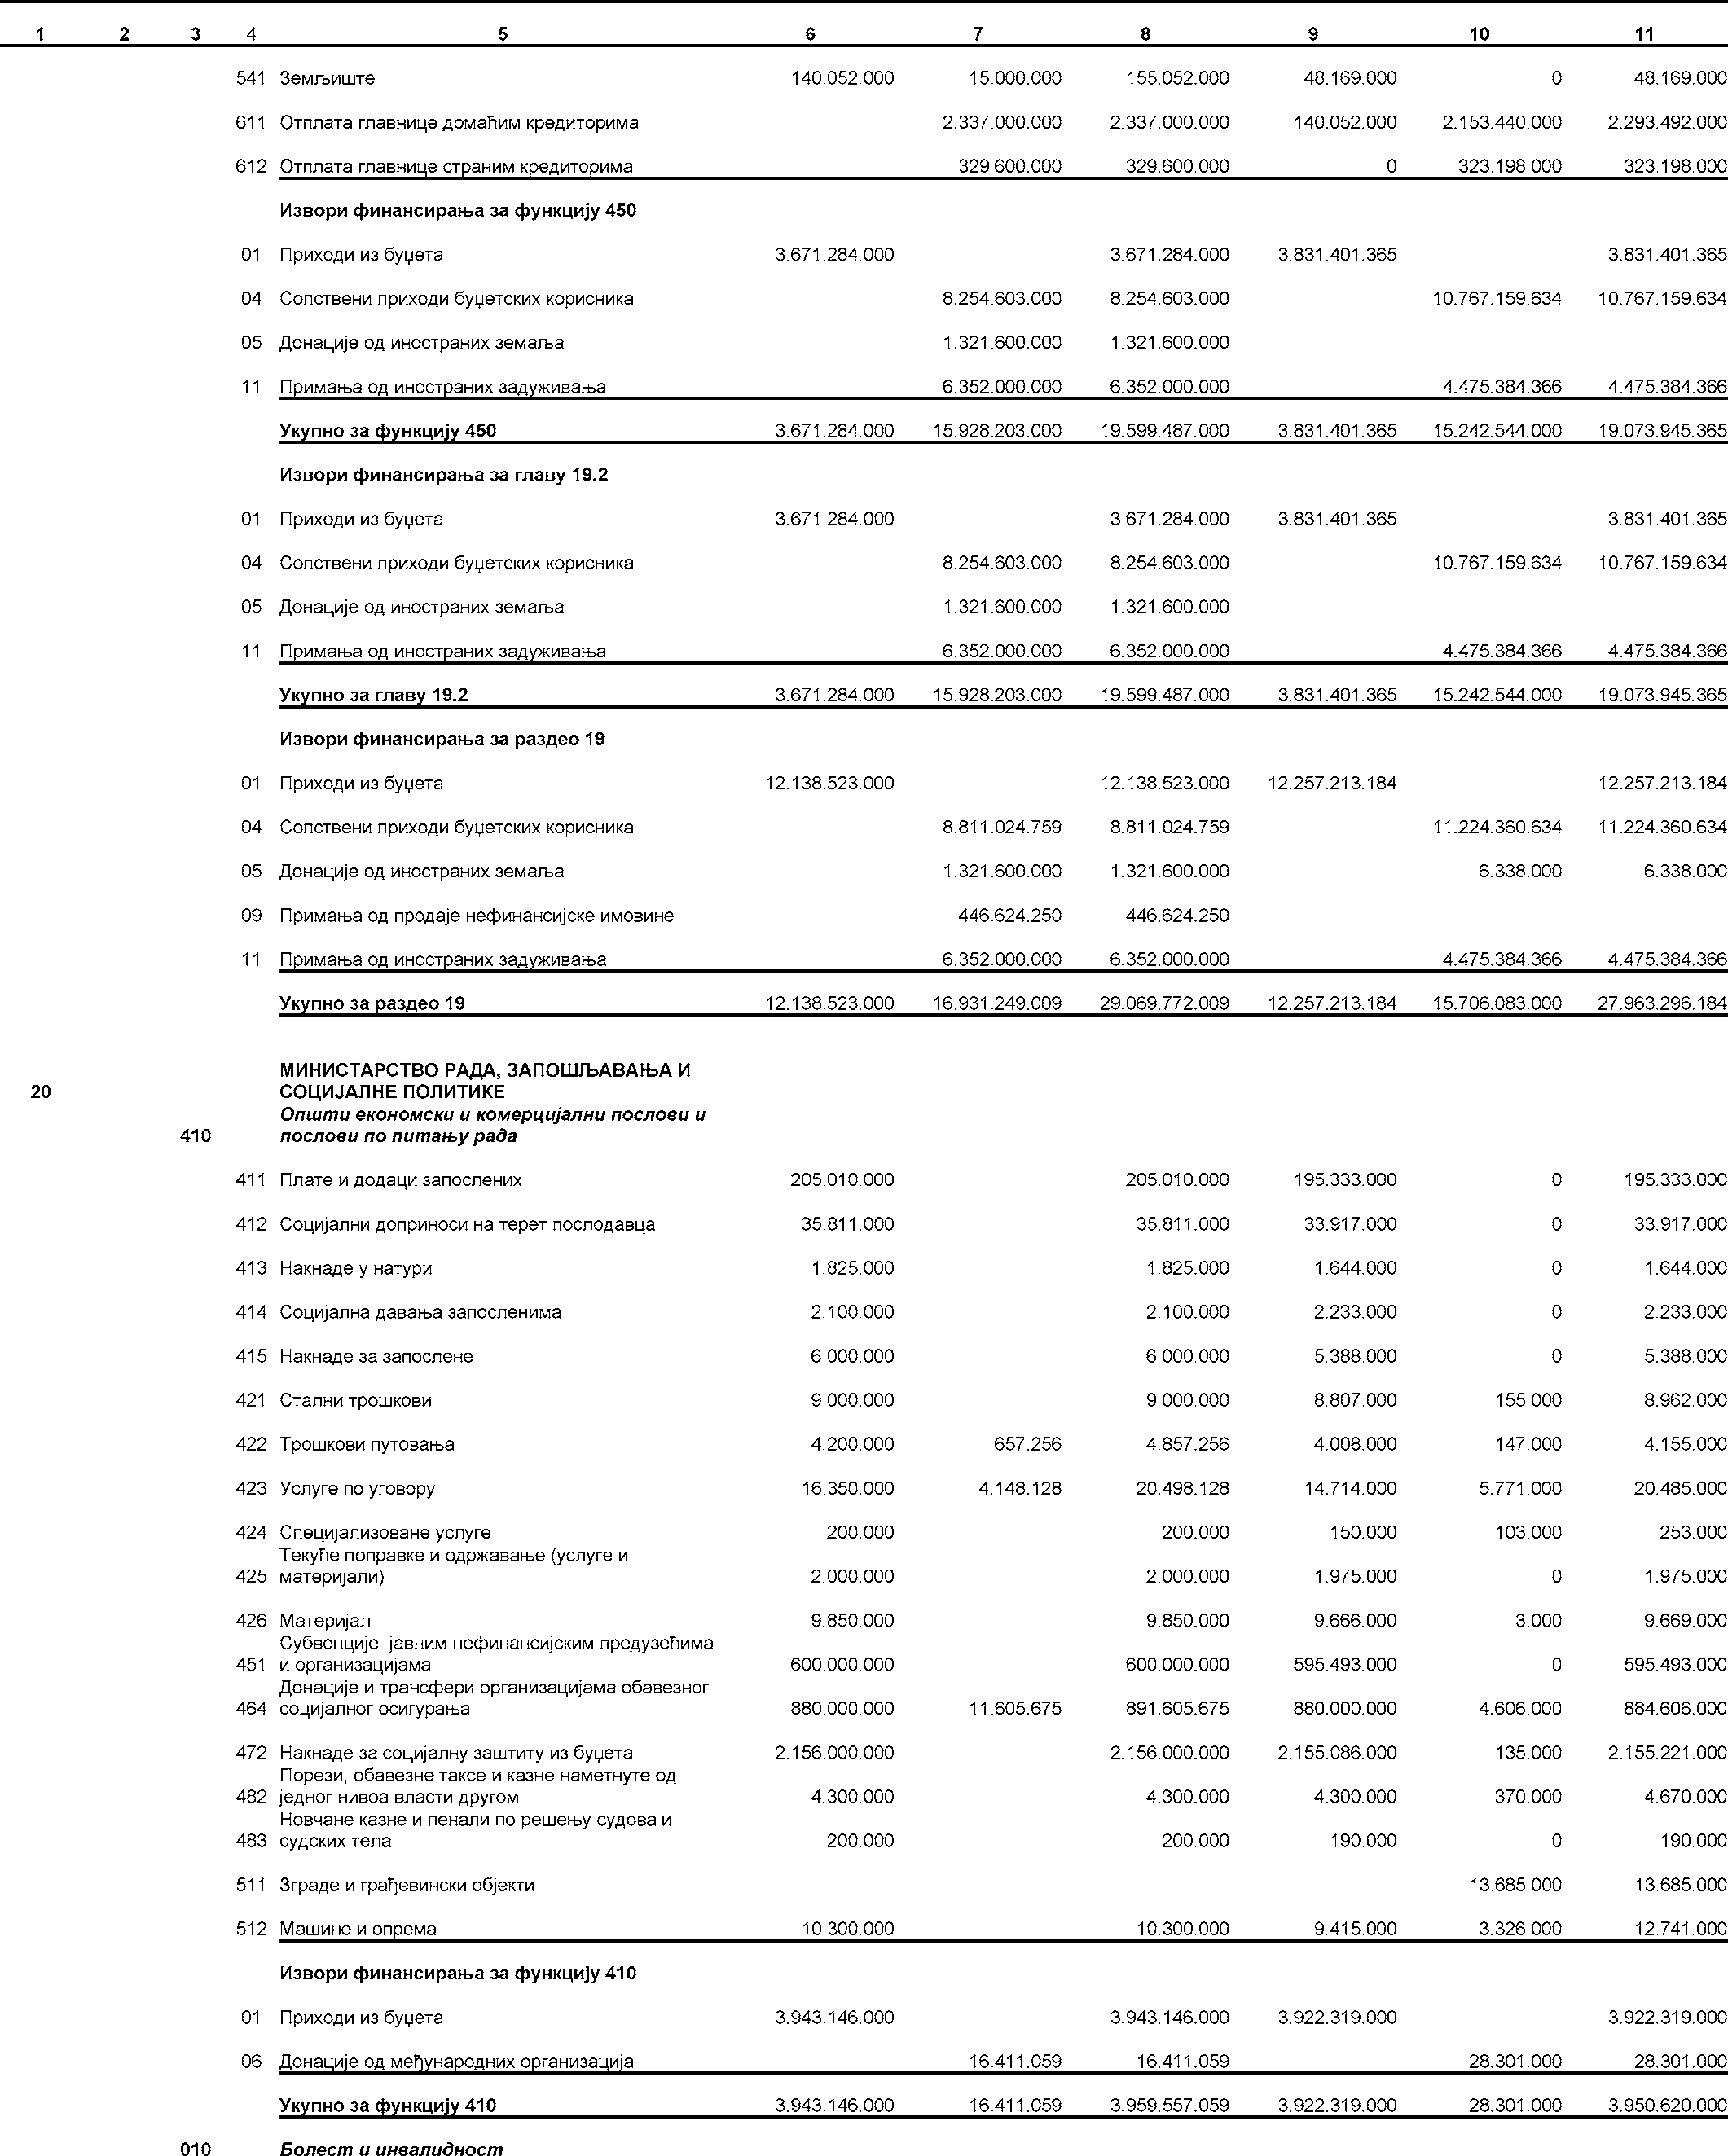 1 2 3 4 5 6 7 8 9 10 11
541 Земљиште 140.052.000 15.000.000 155.052.000 48.169.000 0 48.169.000
611 Отплата главнице домаћим кредиторима 2.337.000.000 2.337.000.000 140.052.000 2.153.440.000 2.293.492.000
612 Отплата главнице страним кредиторима 329.600.000 329.600.000 0 323.198.000 323.198.000
Извори финансирања за функцију 450
01 Приходи из буџета 3.671.284.000 3.671.284.000 3.831.401.365 3.831.401.365
04 Сопствени приходи буџетских корисника 8.254.603.000 8.254.603.000 10.767.159.634 10.767.159.634
05 Донације од иностраних земаља 1.321.600.000 1.321.600.000
11 Примања од иностраних задуживања 6.352.000.000 6.352.000.000 4.475.384.366 4.475.384.366
Укупно за функцију 450 3.671.284.000 15.928.203.000 19.599.487.000 3.831.401.365 15.242.544.000 19.073.945.365
Извори финансирања за главу 19.2
01 Приходи из буџета 3.671.284.000 3.671.284.000 3.831.401.365 3.831.401.365
04 Сопствени приходи буџетских корисника 8.254.603.000 8.254.603.000 10.767.159.634 10.767.159.634
05 Донације од иностраних земаља 1.321.600.000 1.321.600.000
11 Примања од иностраних задуживања 6.352.000.000 6.352.000.000 4.475.384.366 4.475.384.366
Укупно за главу 19.2 3.671.284.000 15.928.203.000 19.599.487.000 3.831.401.365 15.242.544.000 19.073.945.365
Извори финансирања за раздео 19
01 Приходи из буџета 12.138.523.000 12.138.523.000 12.257.213.184 12.257.213.184
04 Сопствени приходи буџетских корисника 8.811.024.759 8.811.024.759 11.224.360.634 11.224.360.634
05 Донације од иностраних земаља 1.321.600.000 1.321.600.000 6.338.000 6.338.000
09 Примања од продаје нефинансијске имовине 446.624.250 446.624.250
11 Примања од иностраних задуживања 6.352.000.000 6.352.000.000 4.475.384.366 4.475.384.366
Укупно за раздео 19 12.138.523.000 16.931.249.009 29.069.772.009 12.257.213.184 15.706.083.000 27.963.296.184
МИНИСТАРСТВО РАДА, ЗАПОШЉАВАЊА И
20 СОЦИЈАЛНЕ ПОЛИТИКЕ
Општи економски и комерцијални послови и
410 послови по питању рада
411 Плате и додаци запослених 205.010.000 205.010.000 195.333.000 0 195.333.000
412 Социјални доприноси на терет послодавца 35.811.000 35.811.000 33.917.000 0 33.917.000
413 Накнаде у натури 1.825.000 1.825.000 1.644.000 0 1.644.000
414 Социјална давања запосленима 2.100.000 2.100.000 2.233.000 0 2.233.000
415 Накнаде за запослене 6.000.000 6.000.000 5.388.000 0 5.388.000
421 Стални трошкови 9.000.000 9.000.000 8.807.000 155.000 8.962.000
422 Трошкови путовања 4.200.000 657.256 4.857.256 4.008.000 147.000 4.155.000
423 Услуге по уговору 16.350.000 4.148.128 20.498.128 14.714.000 5.771.000 20.485.000
424 Специјализоване услуге 200.000 200.000 150.000 103.000 253.000
Текуће поправке и одржавање (услуге и
425 материјали) 2.000.000 2.000.000 1.975.000 0 1.975.000
426 Материјал 9.850.000 9.850.000 9.666.000 3.000 9.669.000
Субвенције јавним нефинансијским предузећима
451 и организацијама 600.000.000 600.000.000 595.493.000 0 595.493.000
Донације и трансфери организацијама обавезног
464 социјалног осигурања 880.000.000 11.605.675 891.605.675 880.000.000 4.606.000 884.606.000
472 Накнаде за социјалну заштиту из буџета 2.156.000.000 2.156.000.000 2.155.086.000 135.000 2.155.221.000
Порези, обавезне таксе и казне наметнуте од
482 једног нивоа власти другом 4.300.000 4.300.000 4.300.000 370.000 4.670.000
Новчане казне и пенали по решењу судова и
483 судских тела 200.000 200.000 190.000 0 190.000
511 Зграде и грађевински објекти 13.685.000 13.685.000
512 Машине и опрема 10.300.000 10.300.000 9.415.000 3.326.000 12.741.000
Извори финансирања за функцију 410
01 Приходи из буџета 3.943.146.000 3.943.146.000 3.922.319.000 3.922.319.000
06 Донације од међународних организација 16.411.059 16.411.059 28.301.000 28.301.000
Укупно за функцију 410 3.943.146.000 16.411.059 3.959.557.059 3.922.319.000 28.301.000 3.950.620.000
010 Болест и инвалидност